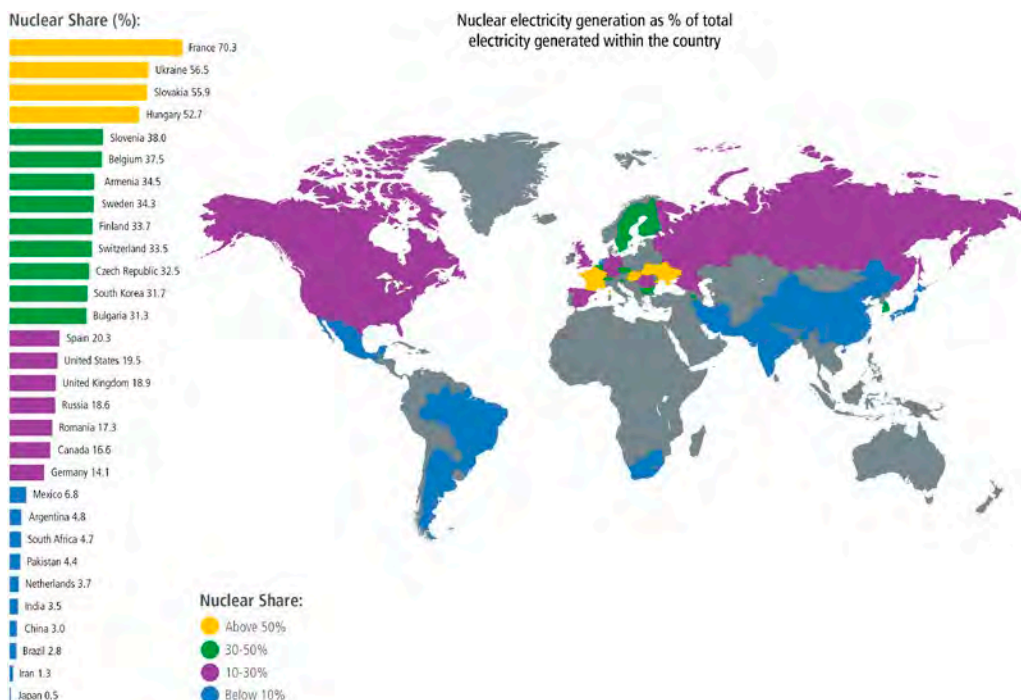 Nuclear Share (%):
Nuclear electricity generation as % of total
electricity generated within the country
France 70.3
Ukraine 56.5
Slovakia 55.9
Hungary 52.7
Slovenia 38.0
Belgium 37.5
Armenia 34.5
Sweden 34.3
Finland 33.7
Switzerland 33.5
Czech Republic 32.5
South Korea 31.7
Bulgaria 31.3
Spain 20.3
United States 19.5
United Kingdom 18.9
Russia 18.6
Romania 17.3
Canada 16.6
Germany 14.1
Mexico 6.8
Argentina 4.8
South Africa 4.7
Pakistan 4.4
Netherlands 3.7
India 3.5
China 3.0
Brazil 2.8
Iran 1.3
Japan 0.5
Nuclear Share:
Above 50%
30-50%
10-30%
Below 10%